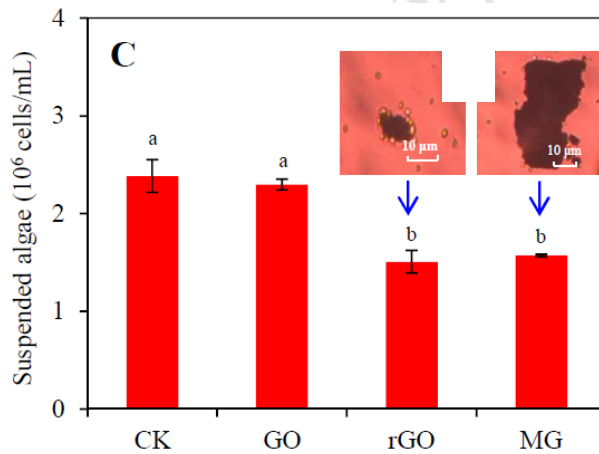 C
Suspended algae (10⁶ cells/mL)
4
3
2
1
0
a
a
b
b
10 μm
10 μm
CK GO rGO MG